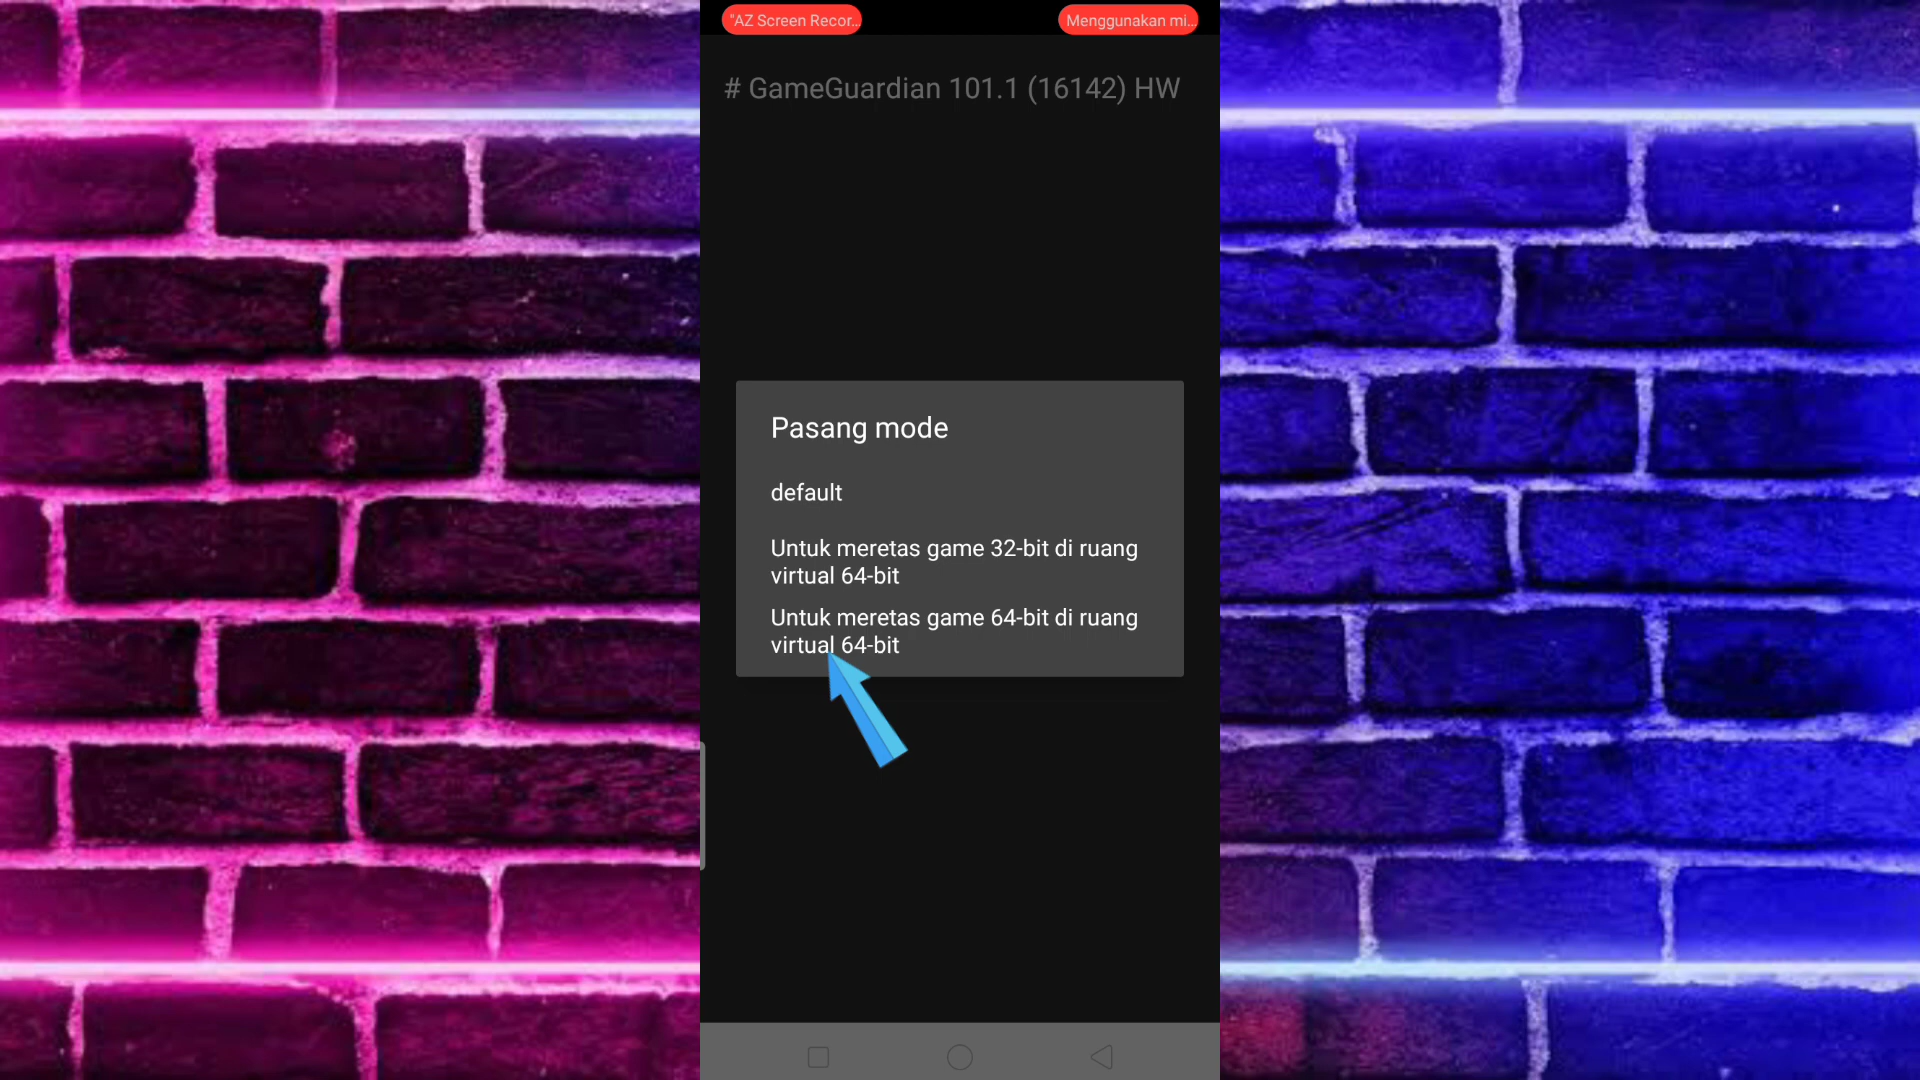 "AZ Screen Recor...
Menggunakan mi...
# GameGuardian 101.1 (16142) HW
Pasang mode
default
Untuk meretas game 32-bit di ruang
virtual 64-bit
Untuk meretas game 64-bit di ruang
virtual 64-bit